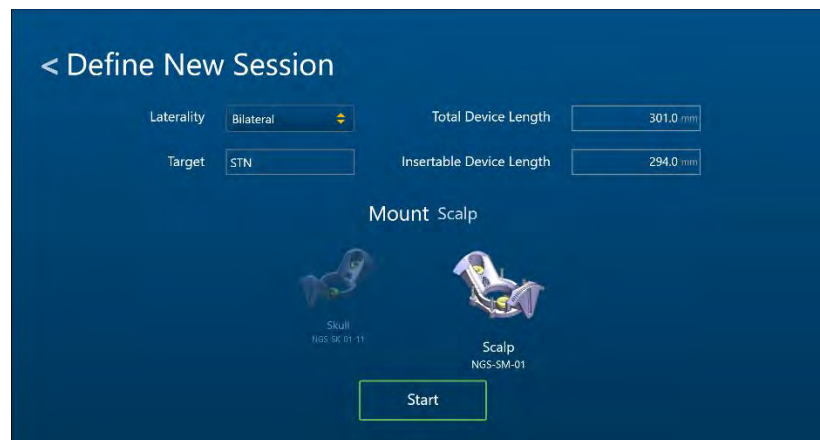 < Define New Session
Laterality Bilateral Total Device Length 301.0 mm
Target STN Insertable Device Length 294.0 mm
Mount Scalp
Skull
NGS-SK-01-11
Scalp
NGS-SM-01
Start